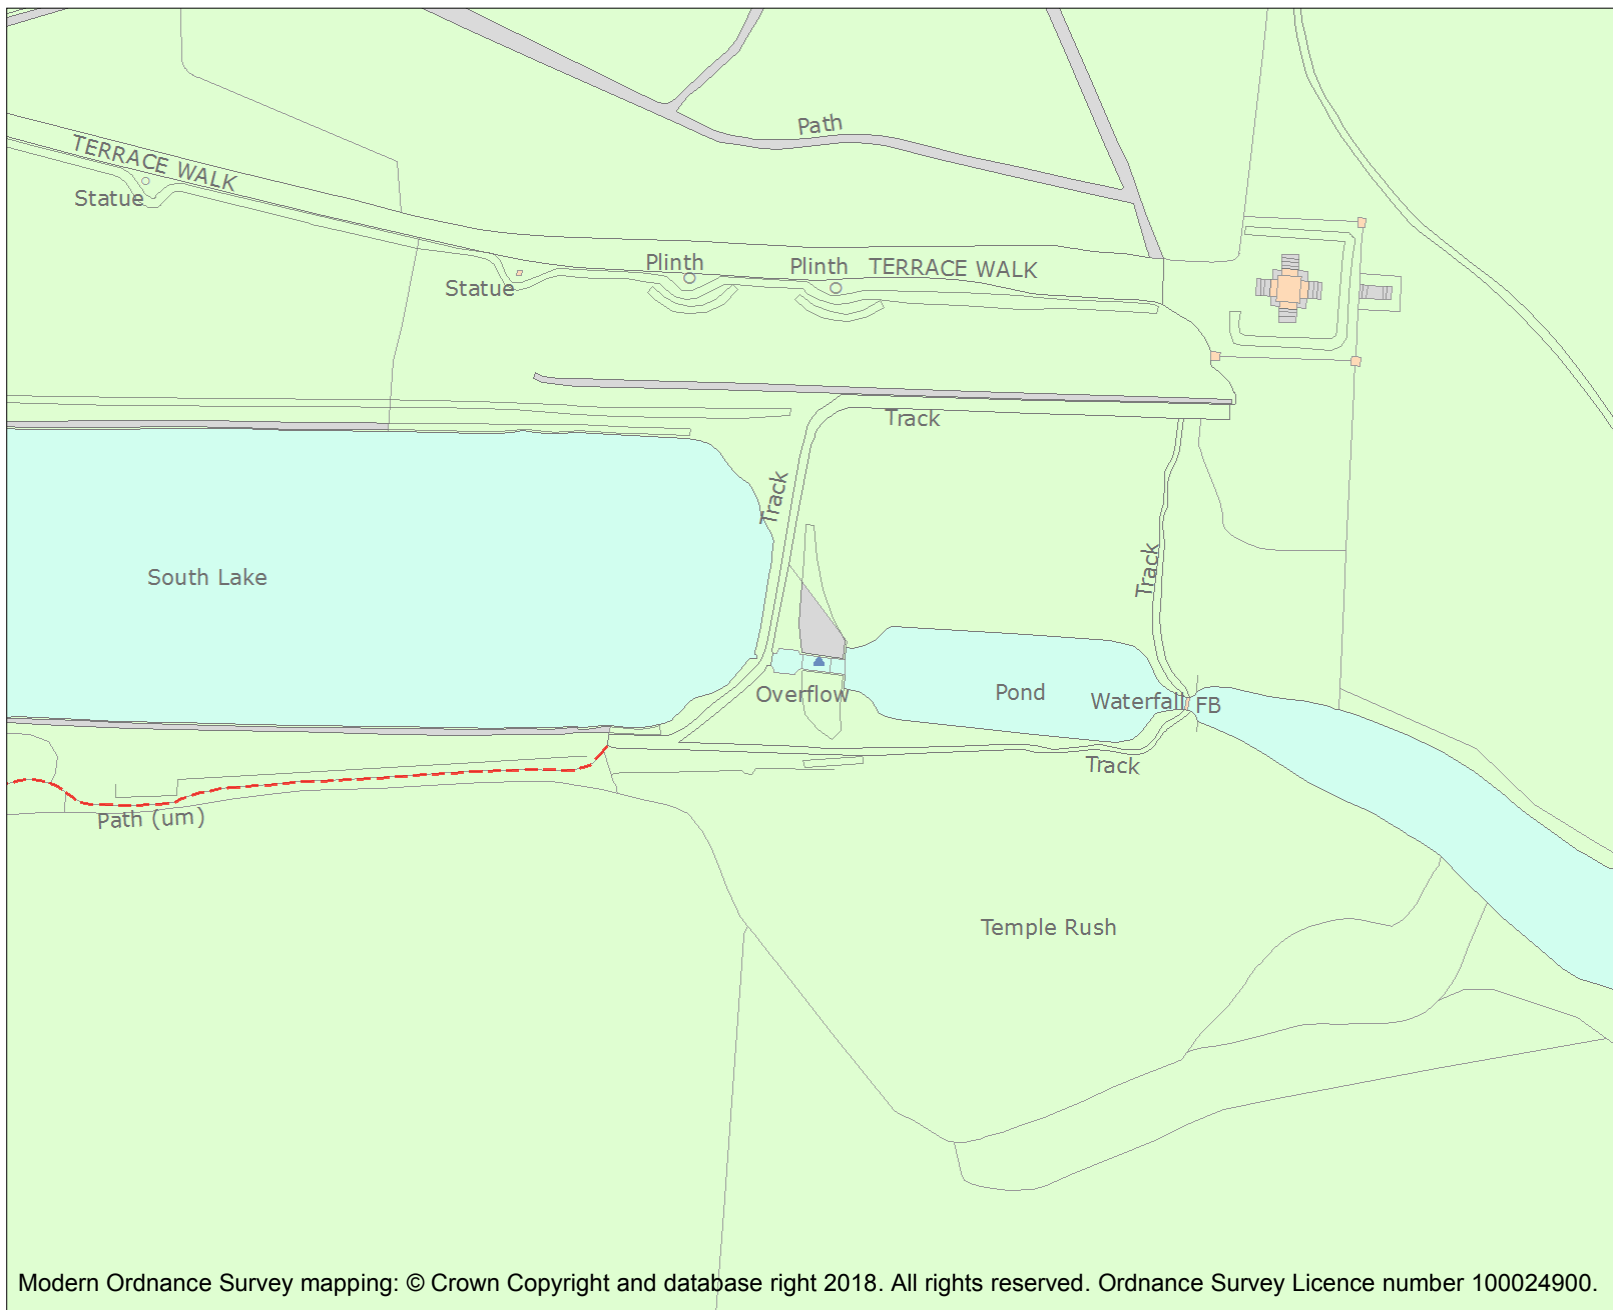 Path
TERRACE WALK
Statue
Plinth
Plinth
TERRACE WALK
Statue
Track
Track
Track
South Lake
Overflow
Pond
Waterfall
FB
Track
Path (um)
Temple Rush
Modern Ordnance Survey mapping: © Crown Copyright and database right 2018. All rights reserved. Ordnance Survey Licence number 100024900.